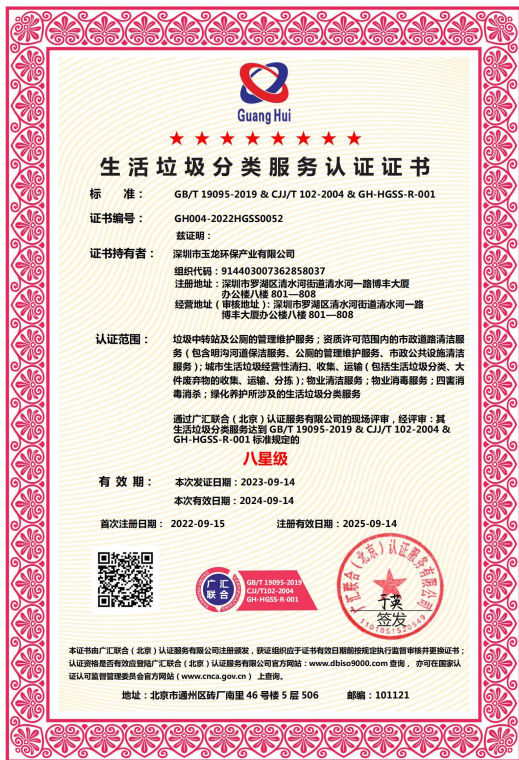 Guang Hui
生活垃圾分类服务认证证书
标 准： GB/T 19095-2019 & CJJ/T 102-2004 & GH-HGSS-R-001
证书编号： GH004-2022HGSS0052
兹证明：
证书持有者： 深圳市玉龙环保产业有限公司
组织代码：914403007362858037
注册地址：深圳市罗湖区清水河街道清水河一路博丰大厦
办公楼八楼 801—808
经营地址（审核地址）：深圳市罗湖区清水河街道清水河一路
博丰大厦办公楼八楼 801—808
认证范围： 垃圾中转站及公厕的管理维护服务；资质许可范围内的市政道路清洁服
务（包含明沟河道保洁服务、公厕的管理维护服务、市政公共设施清洁
服务）；城市生活垃圾经营性清扫、收集、运输（包括生活垃圾分类、大
件废弃物的收集、运输、分拣）；物业清洁服务；物业消毒服务；四害消
毒消杀；绿化养护所涉及的生活垃圾分类服务
通过广汇联合（北京）认证服务有限公司的现场评审，经评审：其
生活垃圾分类服务达到 GB/T 19095-2019 & CJJ/T 102-2004 &
GH-HGSS-R-001 标准规定的
八星级
有 效 期： 本次发证日期：2023-09-14
本次有效日期：2024-09-14
首次注册日期： 2022-09-15 注册有效日期：2025-09-14
广汇
联合
GB/T 19095-2019
CJJ/T102-2004
GH-HGSS-R-001
广汇联合（北京）认证服务有限公司
签发
1101051520549
本证书由广汇联合（北京）认证服务有限公司注册颁发，获证组织应于证书有效日期前按规定执行监督审核并更换证书；
认证资格是否有效应登陆广汇联合（北京）认证服务有限公司官方网站：www.dbiso9000.com 查询， 亦可在国家认
证认可监督管理委员会官方网站（www.cnca.gov.cn）上查询。
地址：北京市通州区砖厂南里 46 号楼 5 层 506 邮编：101121